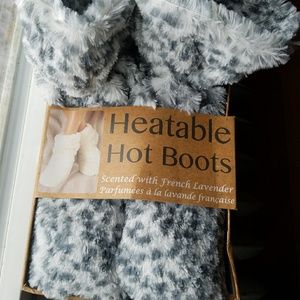 Heatable
Hot Boots
Scented with French Lavender
Parfumées à la lavande française